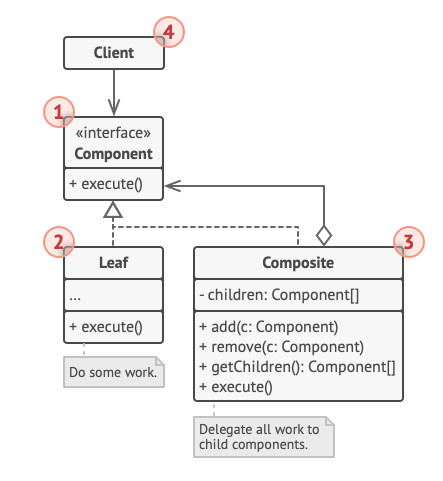 4
Client
1
«interface»
Component
+ execute()
2
Leaf
...
+ execute()
Do some work.
3
Composite
- children: Component[]
+ add(c: Component)
+ remove(c: Component)
+ getChildren(): Component[]
+ execute()
Delegate all work to
child components.